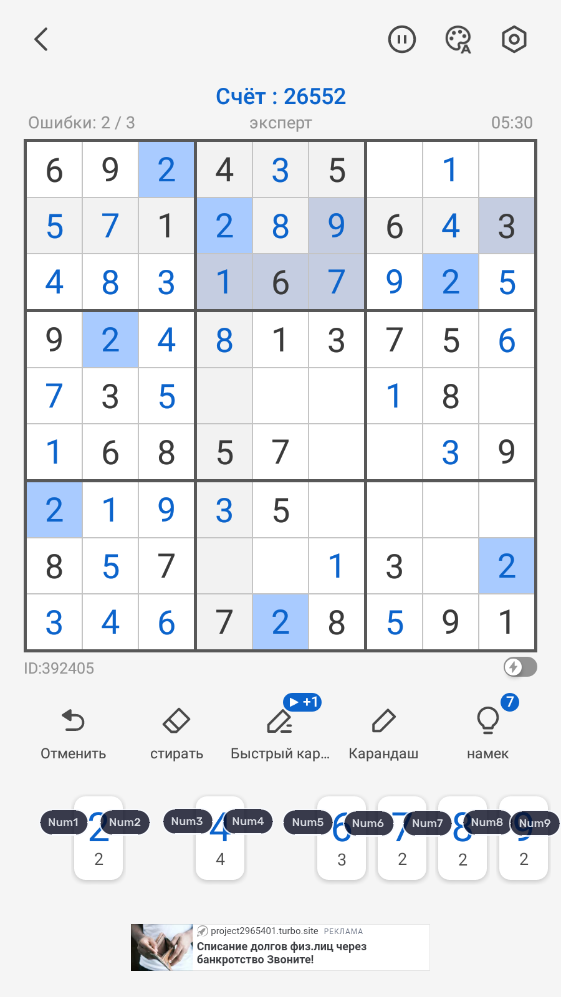 Счёт : 26552
Ошибки: 2 / 3 эксперт 05:30
6 9 2 4 3 5 1
5 7 1 2 8 9 6 4 3
4 8 3 1 6 7 9 2 5
9 2 4 8 1 3 7 5 6
7 3 5 1 8
1 6 8 5 7 3 9
2 1 9 3 5
8 5 7 1 3 2
3 4 6 7 2 8 5 9 1
ID:392405
+1 7
Отменить стирать Быстрый кар... Карандаш намек
2 4 6 7 8 9
Num1 Num2 Num3 Num4 Num5 Num6 Num7 Num8 Num9
2 4 3 2 2 2
project2965401.turbo.site РЕКЛАМА
Списание долгов физ.лиц через
банкротство Звоните!